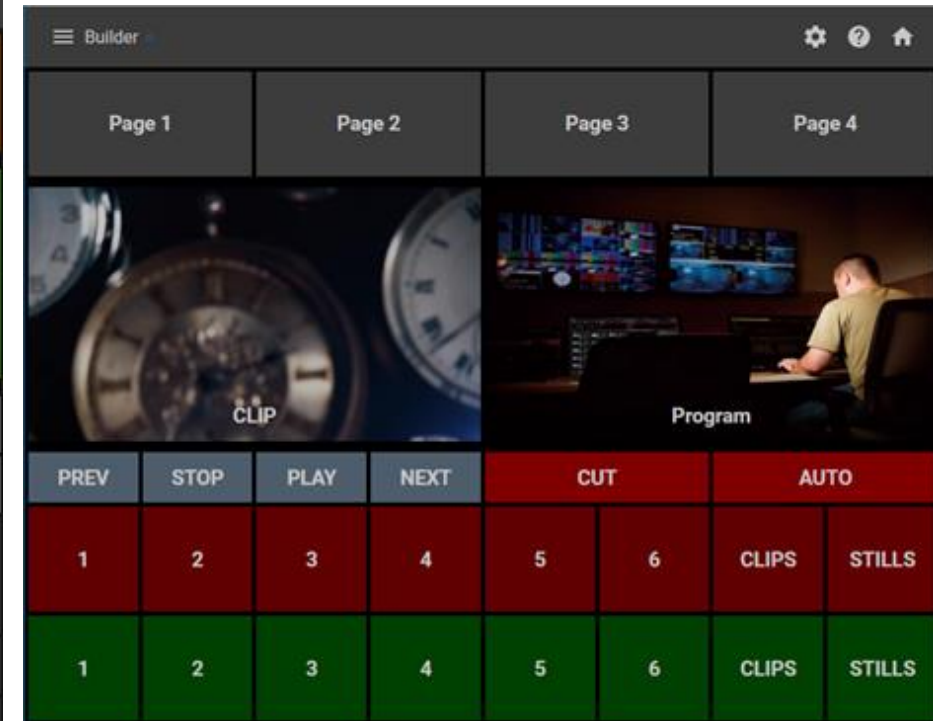 Builder
Page 1 Page 2 Page 3 Page 4
CLIP Program
PREV STOP PLAY NEXT CUT AUTO
1 2 3 4 5 6 CLIPS STILLS
1 2 3 4 5 6 CLIPS STILLS